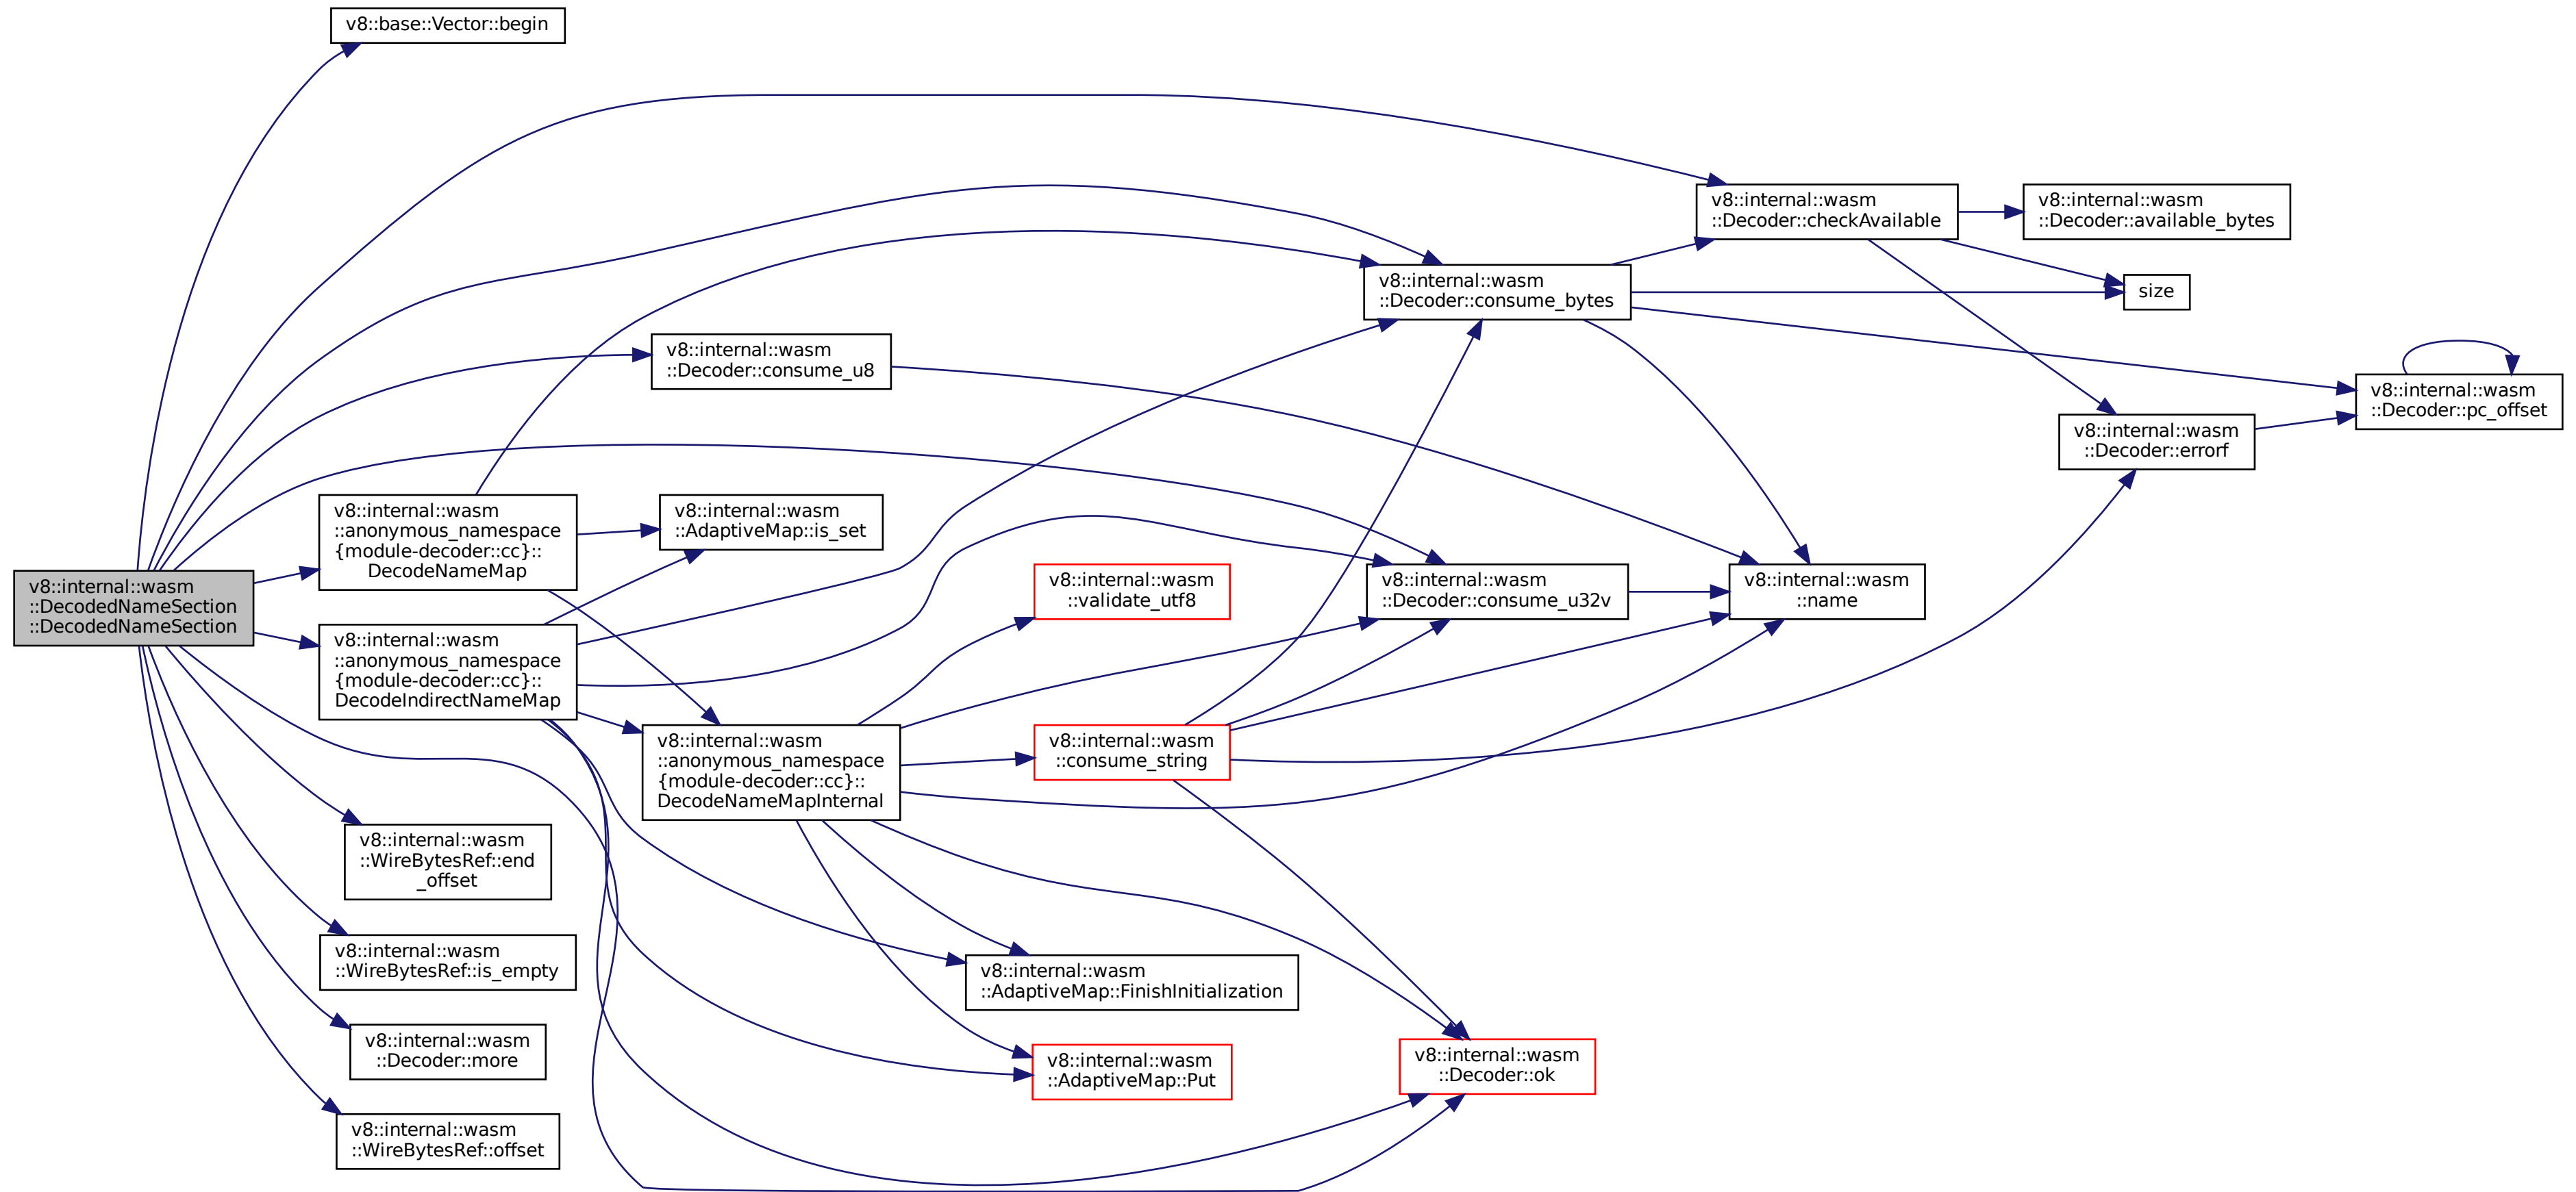 v8::internal::wasm
::DecodedNameSection
::DecodedNameSection
v8::base::Vector::begin
v8::internal::wasm
::Decoder::checkAvailable
v8::internal::wasm
::Decoder::available_bytes
v8::internal::wasm
::Decoder::consume_bytes
size
v8::internal::wasm
::Decoder::consume_u8
v8::internal::wasm
::Decoder::pc_offset
v8::internal::wasm
::Decoder::errorf
v8::internal::wasm
::anonymous_namespace
{module-decoder::cc}::
DecodeNameMap
v8::internal::wasm
::AdaptiveMap::is_set
v8::internal::wasm
::validate_utf8
v8::internal::wasm
::Decoder::consume_u32v
v8::internal::wasm
::name
v8::internal::wasm
::anonymous_namespace
{module-decoder::cc}::
DecodeIndirectNameMap
v8::internal::wasm
::anonymous_namespace
{module-decoder::cc}::
DecodeNameMapInternal
v8::internal::wasm
::consume_string
v8::internal::wasm
::WireBytesRef::end
_offset
v8::internal::wasm
::WireBytesRef::is_empty
v8::internal::wasm
::AdaptiveMap::FinishInitialization
v8::internal::wasm
::Decoder::more
v8::internal::wasm
::AdaptiveMap::Put
v8::internal::wasm
::Decoder::ok
v8::internal::wasm
::WireBytesRef::offset